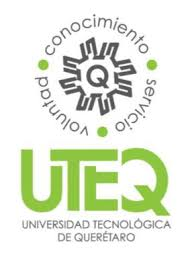 voluntad • conocimiento • servicio •
Q
UTEQ
UNIVERSIDAD TECNOLÓGICA
DE QUERÉTARO